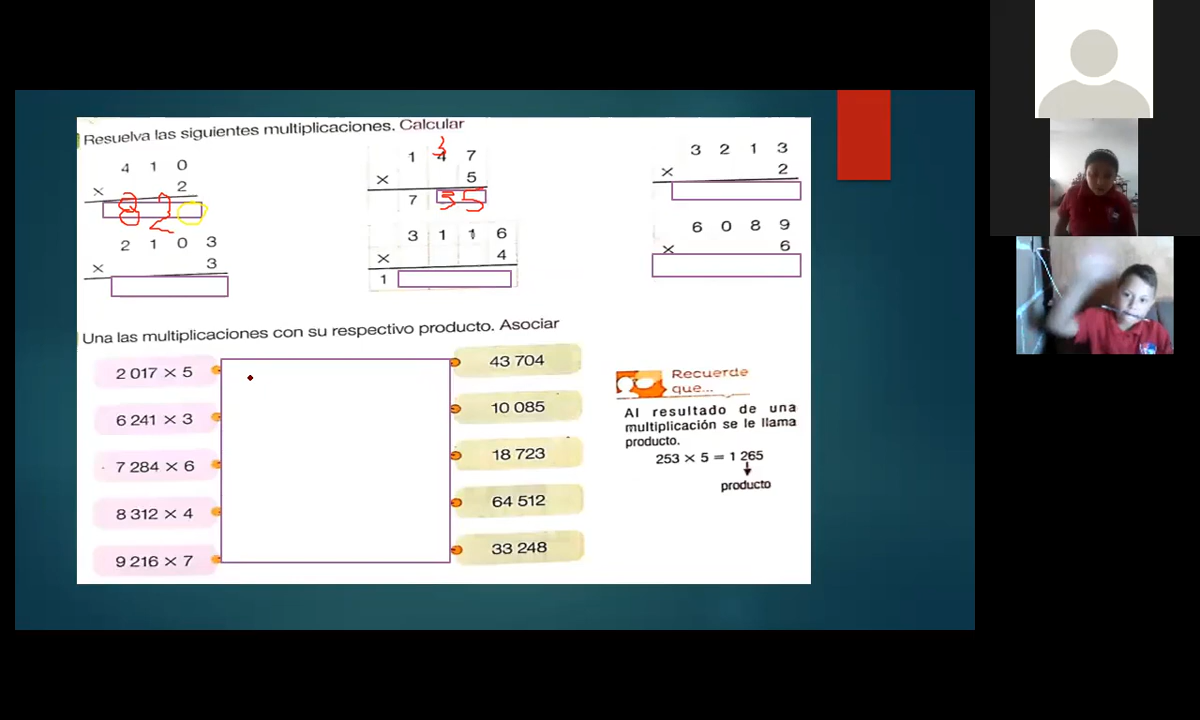 Resuelva las siguientes multiplicaciones. Calcular
4 1 0
× 2
8 2 0
1 4 7
× 5
7 3 5
3 2 1 3
× 2
2 1 0 3
× 3
3 1 1 6
× 4
1
6 0 8 9
× 6
Una las multiplicaciones con su respectivo producto. Asociar
2 017 × 5
6 241 × 3
7 284 × 6
8 312 × 4
9 216 × 7
43 704
10 085
18 723
64 512
33 248
Recuerde
que...
Al resultado de una
multiplicación se le llama
producto.
253 × 5 = 1 265
producto